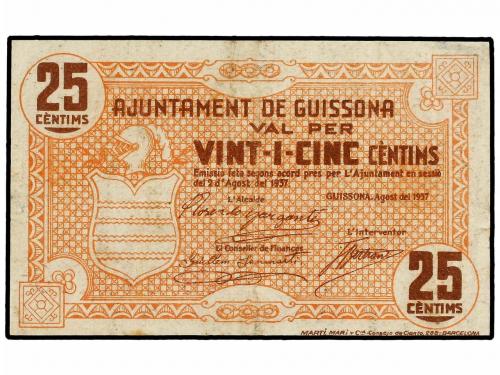 25
CÈNTIMS
AJUNTAMENT DE GUISSONA
VAL PER
VINT-I-CINC CÈNTIMS
Emissió feta segons acord pres per L'Ajuntament en sessió
del 2 d'Agost del 1937.
GUISSONA, Agost del 1937
L'Alcalde
L'Interventor
El Conseller de Finances
25
CÈNTIMS
MARTÍ, MARÍ y Cía.-Consejo de Ciento, 288-BARCELONA